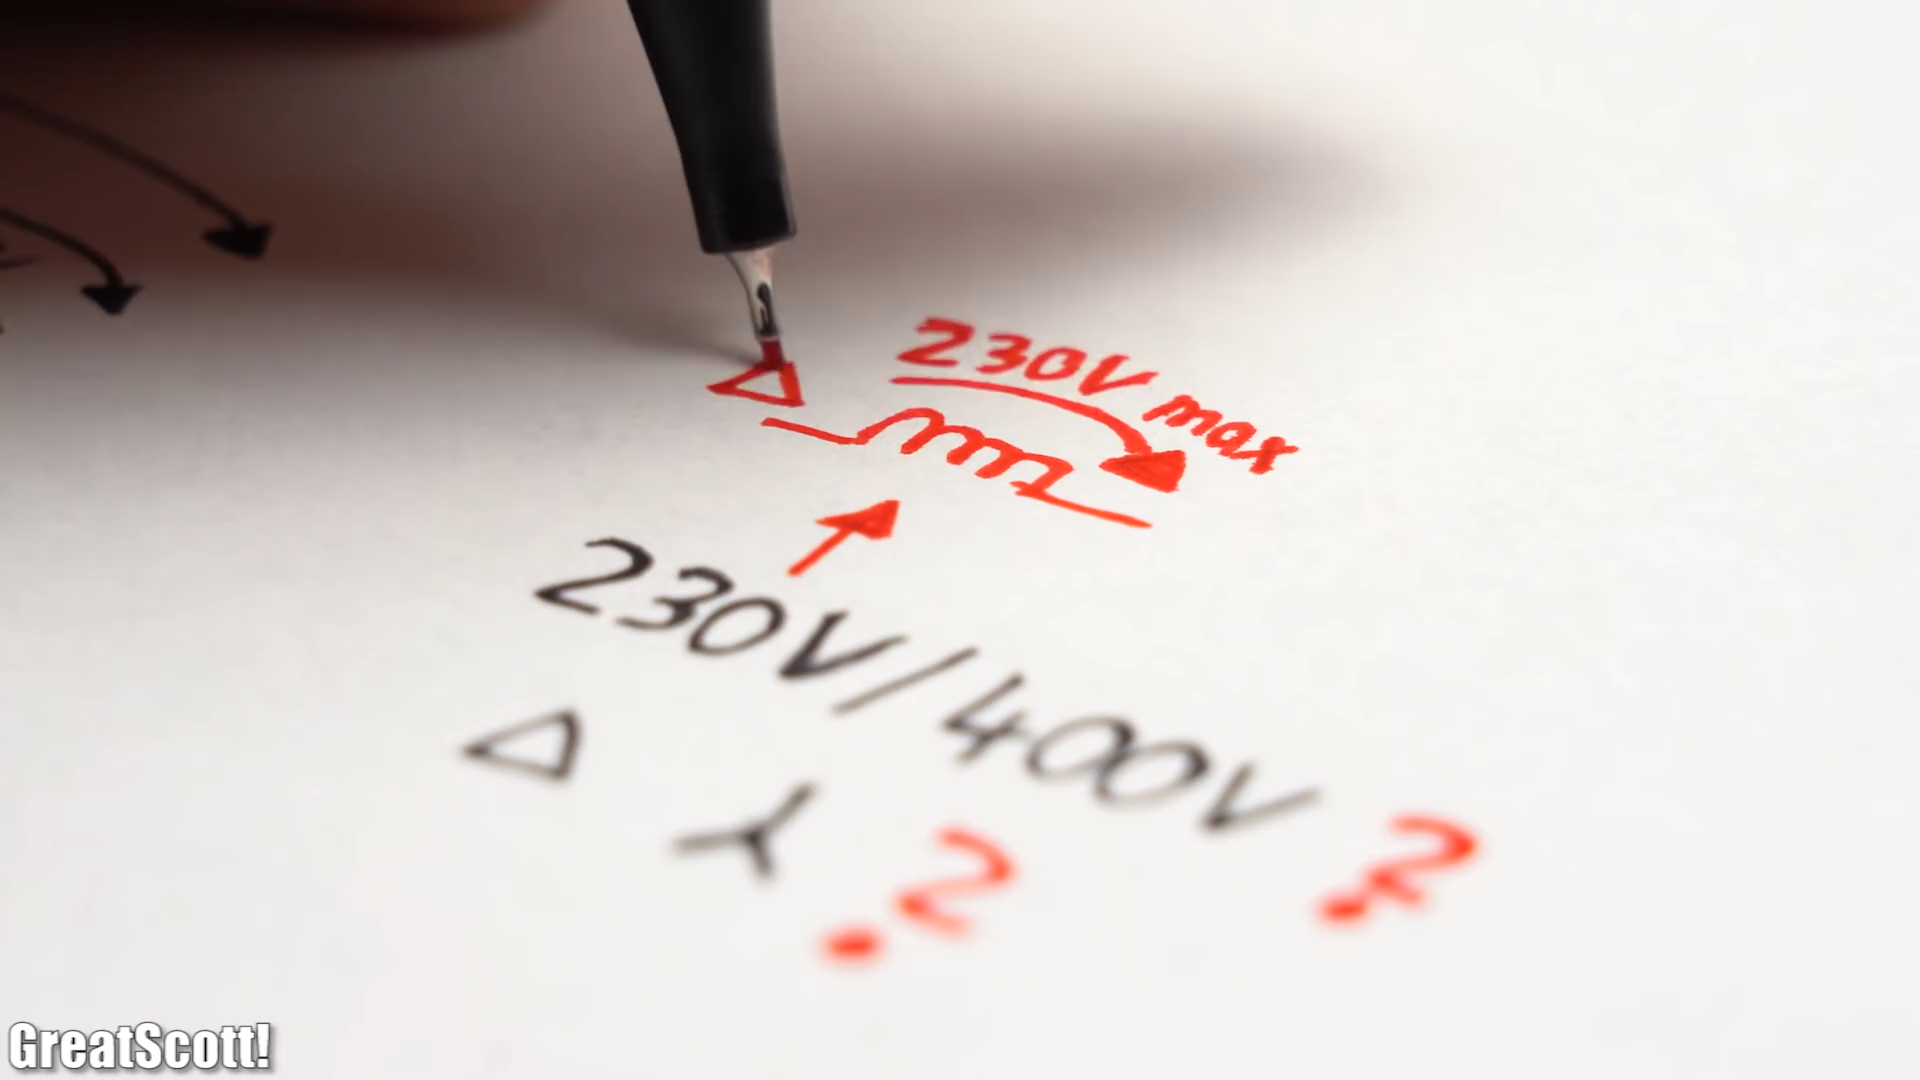 230V max
Δ
230V/400V ?
Δ Y ?
GreatScott!